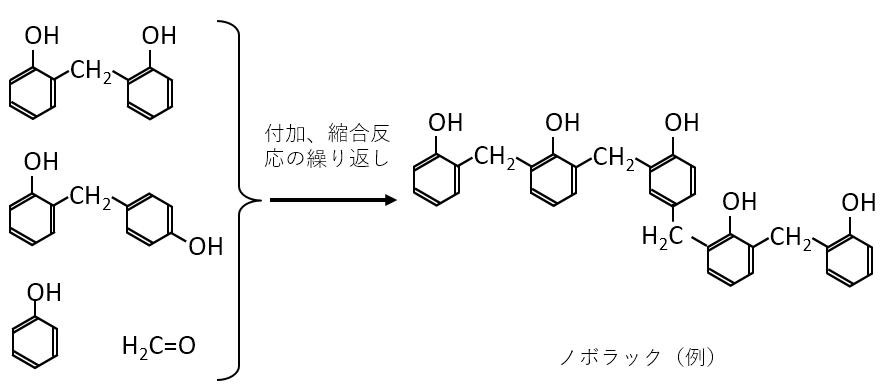 OH OH
CH2
OH
CH2
OH
OH
H2C=O
付加、縮合反
応の繰り返し
OH OH OH
CH2 CH2
OH OH
H2C CH2
ノボラック（例）